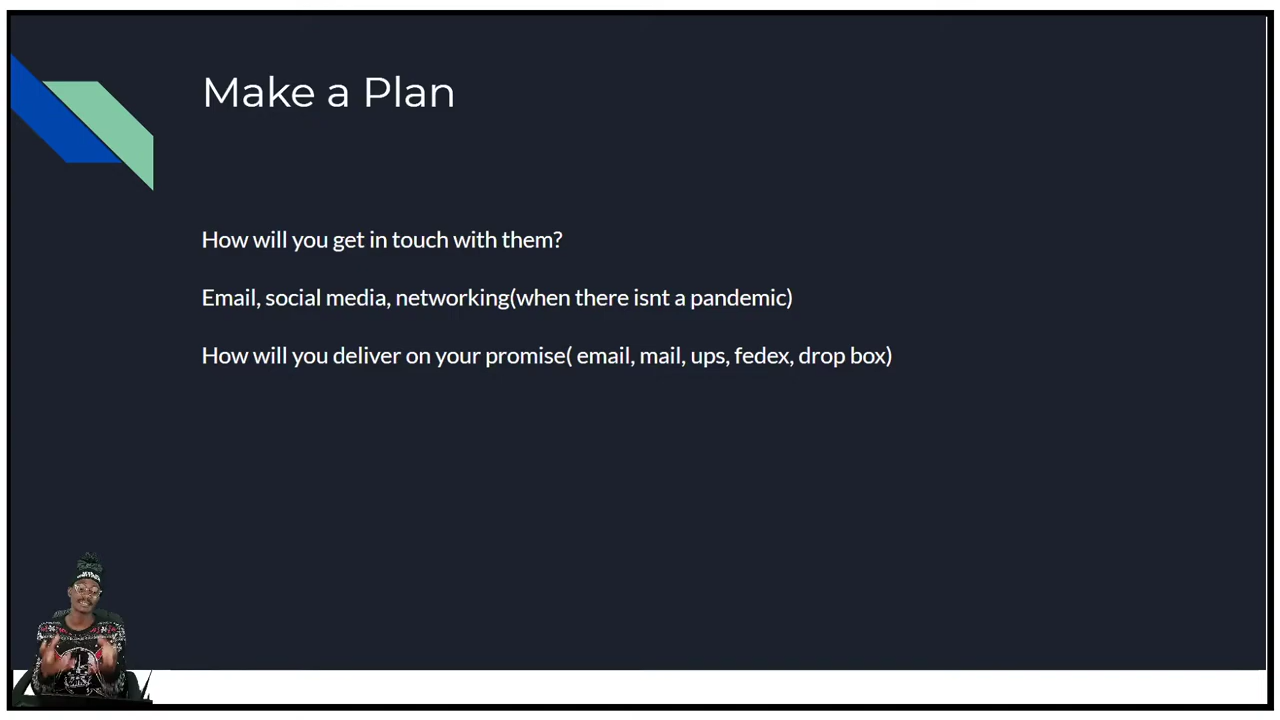 Make a Plan
How will you get in touch with them?
Email, social media, networking(when there isnt a pandemic)
How will you deliver on your promise( email, mail, ups, fedex, drop box)